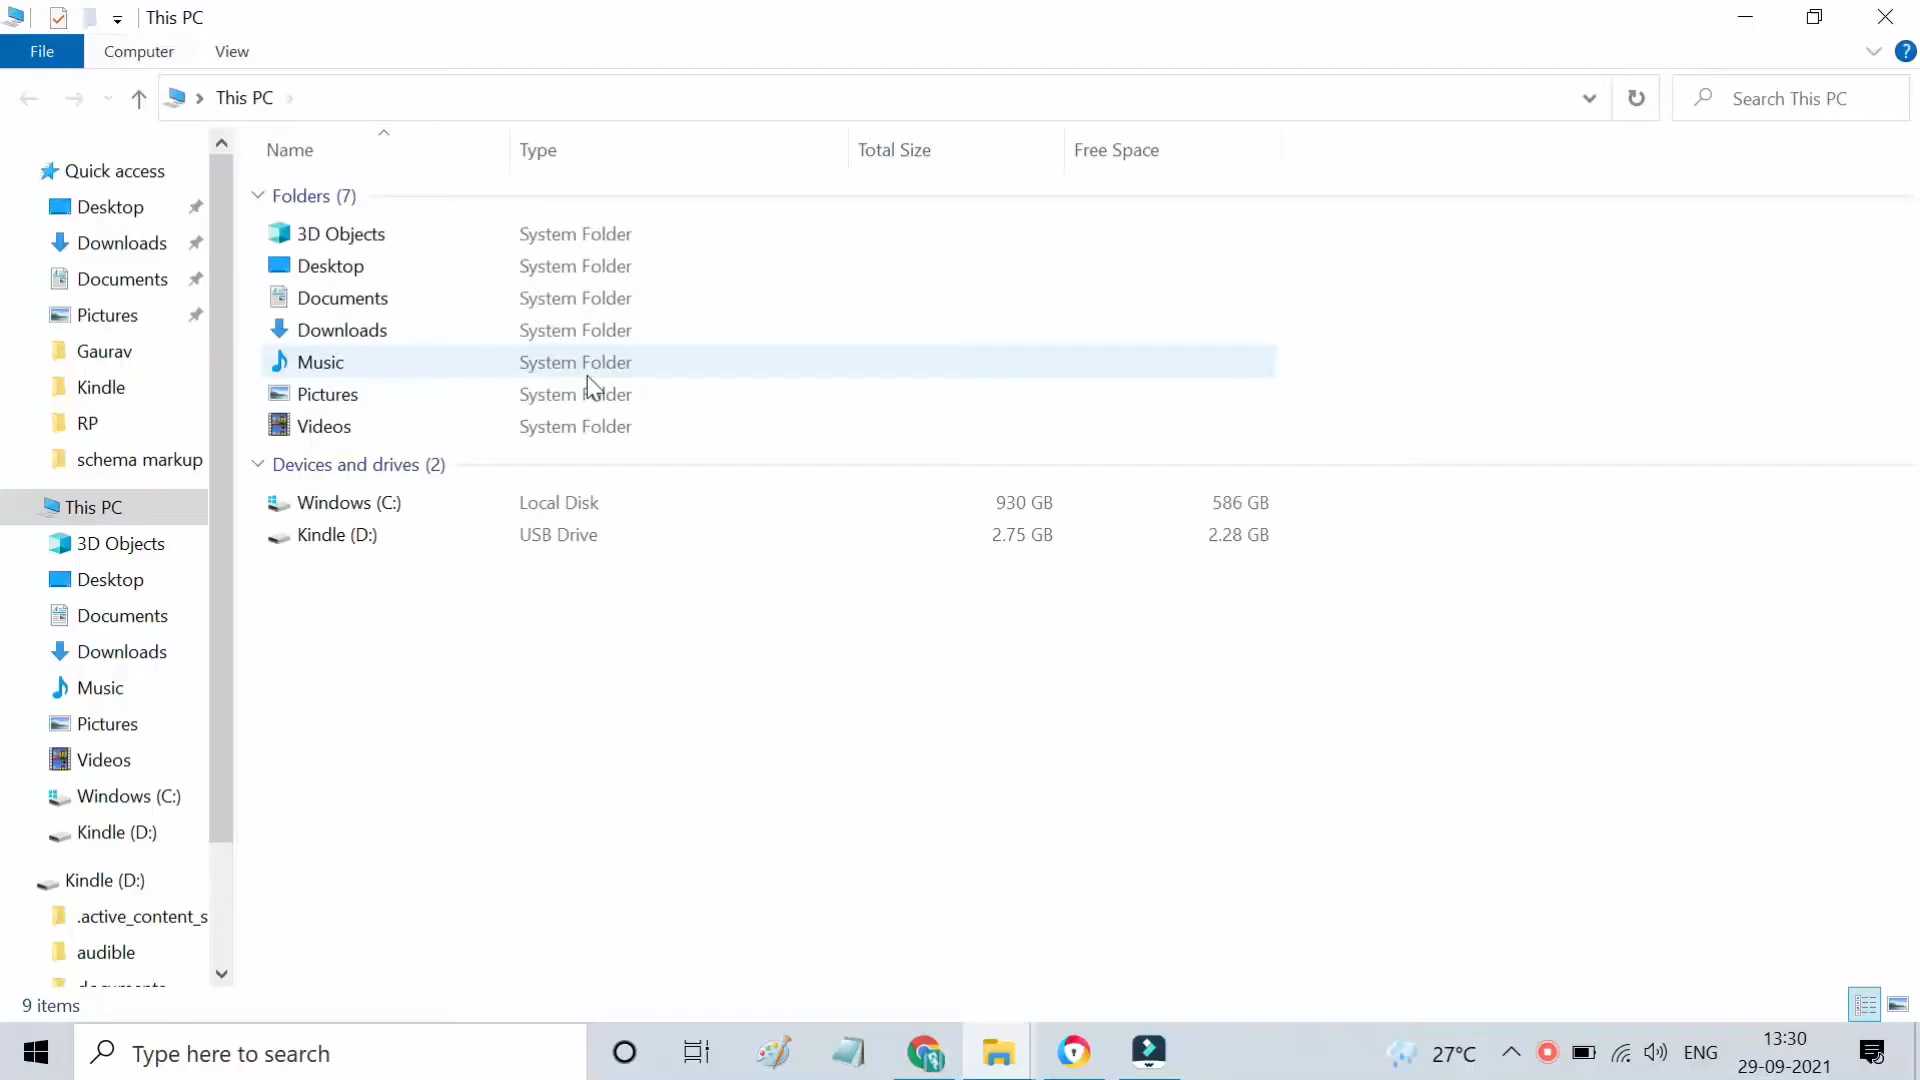 This PC
File Computer View
This PC
Search This PC
Name Type Total Size Free Space
Quick access
Desktop
Downloads
Documents
Pictures
Gaurav
Kindle
RP
schema markup
This PC
3D Objects
Desktop
Documents
Downloads
Music
Pictures
Videos
Windows (C:)
Kindle (D:)
Kindle (D:)
.active_content_s
audible
Folders (7)
3D Objects System Folder
Desktop System Folder
Documents System Folder
Downloads System Folder
Music System Folder
Pictures System Folder
Videos System Folder
Devices and drives (2)
Windows (C:) Local Disk 930 GB 586 GB
Kindle (D:) USB Drive 2.75 GB 2.28 GB
9 items
Type here to search
27°C
ENG
13:30
29-09-2021